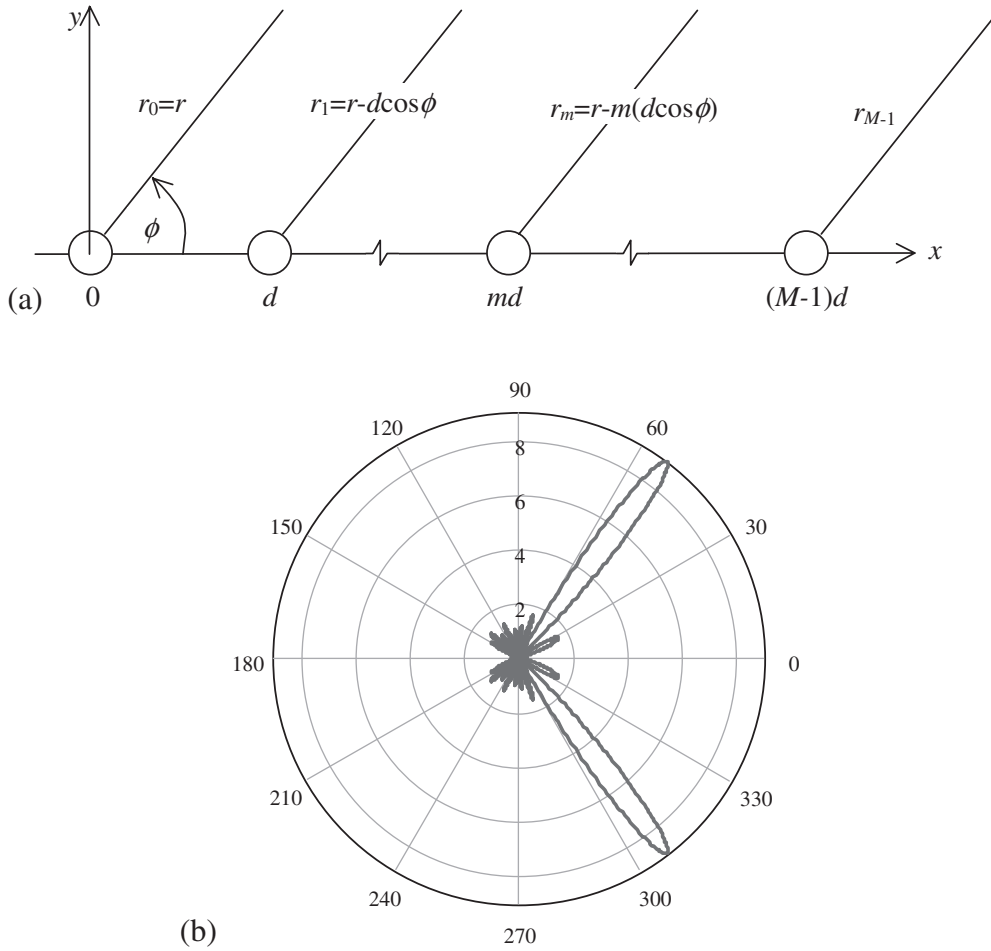 y
r0=r
r1=r-dcosϕ
rm=r-m(dcosϕ)
rM-1
ϕ
x
(a)
0
d
md
(M-1)d
90
120
60
8
6
150
30
4
2
180
0
210
330
240
300
270
(b)